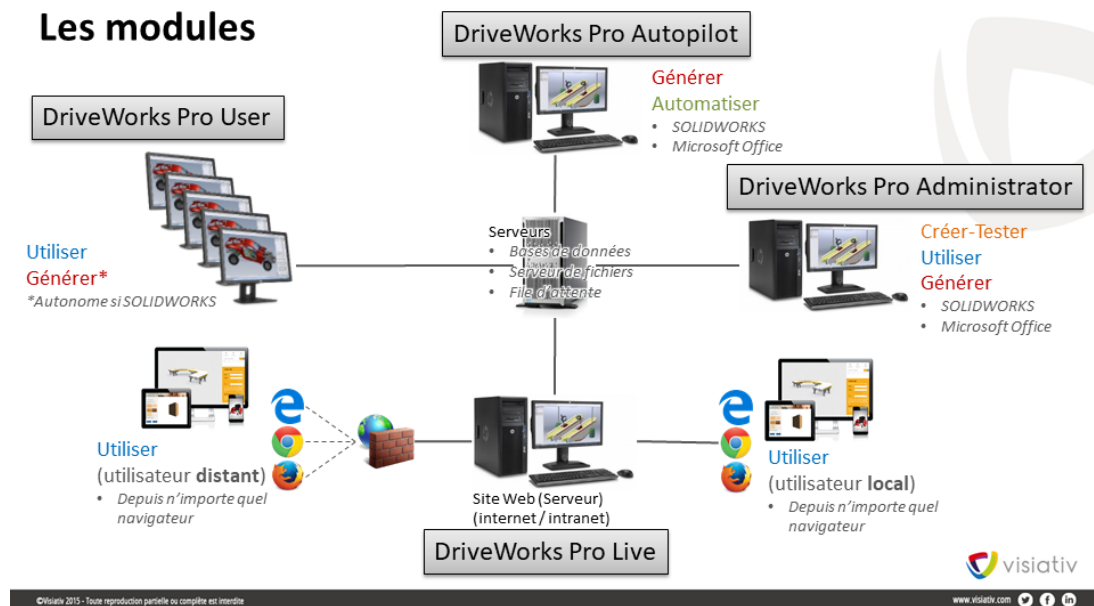 Les modules
DriveWorks Pro Autopilot
Générer
Automatiser
• SOLIDWORKS
• Microsoft Office
DriveWorks Pro User
Utiliser
Générer*
*Autonome si SOLIDWORKS
Serveurs
• Bases de données
• Serveur de fichiers
• File d'attente
DriveWorks Pro Administrator
Créer-Tester
Utiliser
Générer
• SOLIDWORKS
• Microsoft Office
Utiliser
(utilisateur distant)
• Depuis n'importe quel
navigateur
Site Web (Serveur)
(internet / intranet)
DriveWorks Pro Live
Utiliser
(utilisateur local)
• Depuis n'importe quel
navigateur
visiativ
©Visiativ 2015 - Toute reproduction partielle ou complète est interdite
www.visiativ.com